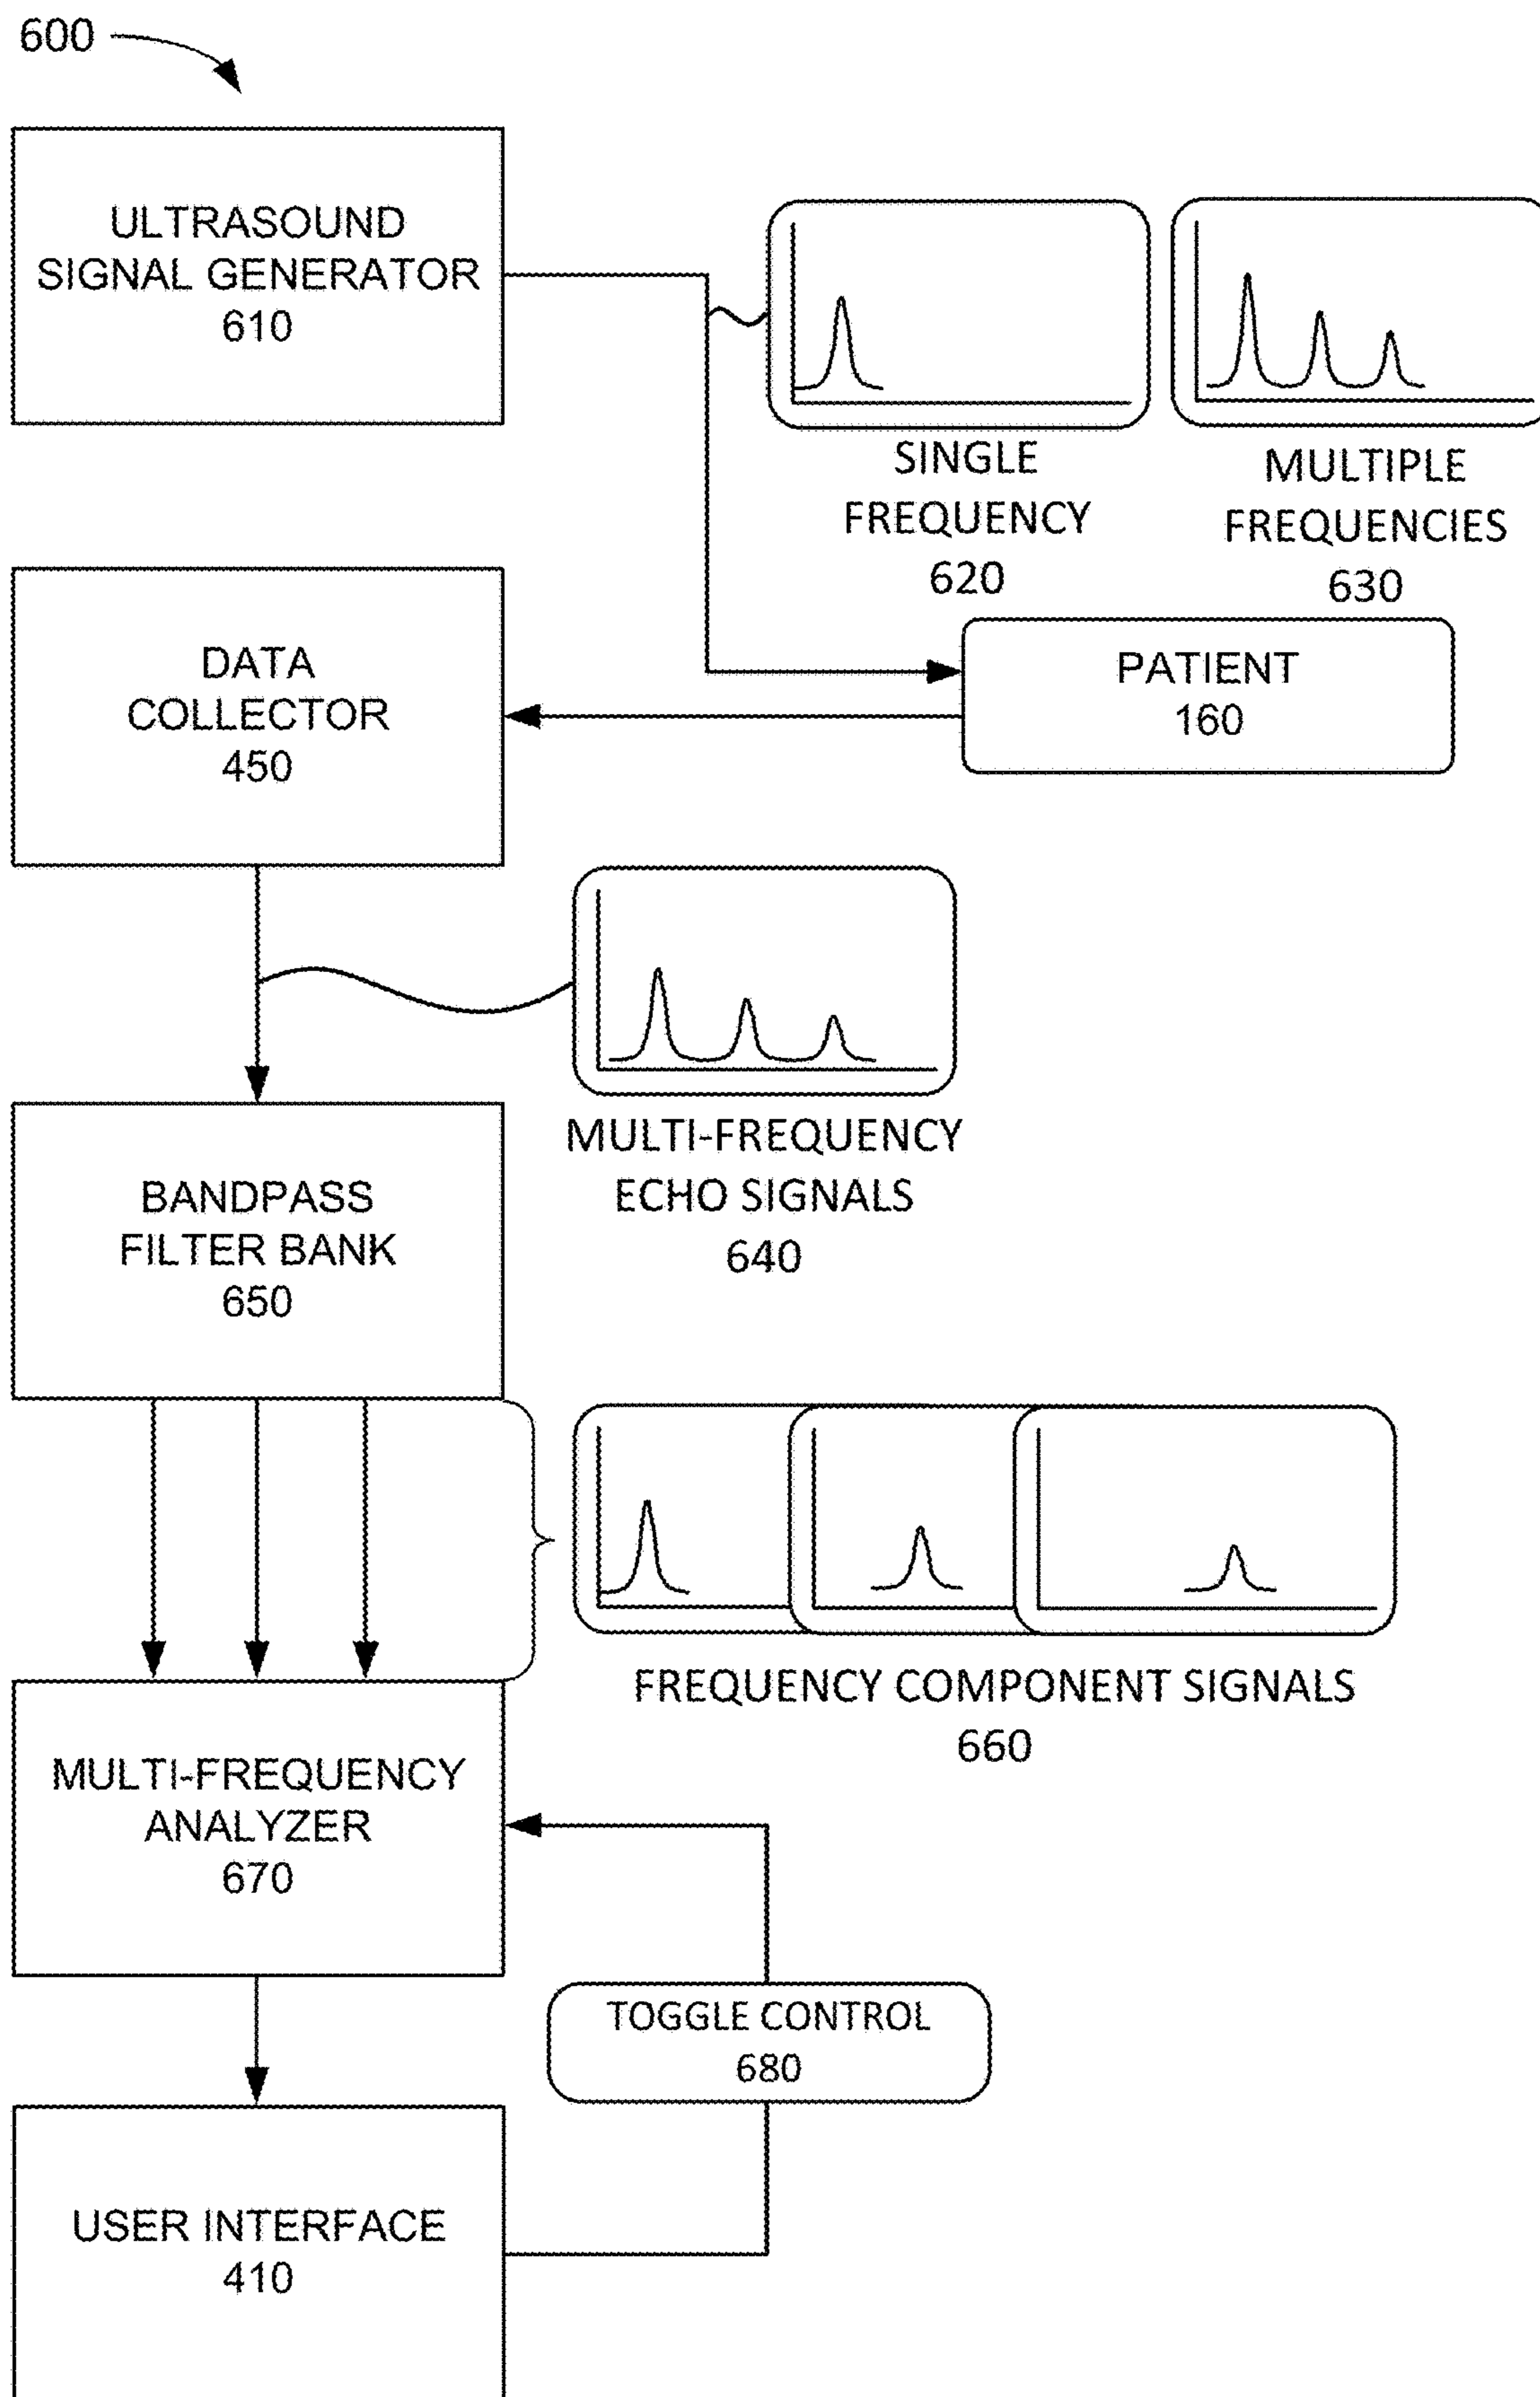 600
ULTRASOUND
SIGNAL GENERATOR
610
SINGLE
FREQUENCY
620
MULTIPLE
FREQUENCIES
630
DATA
COLLECTOR
450
PATIENT
160
MULTI-FREQUENCY
ECHO SIGNALS
640
BANDPASS
FILTER BANK
650
FREQUENCY COMPONENT SIGNALS
660
MULTI-FREQUENCY
ANALYZER
670
TOGGLE CONTROL
680
USER INTERFACE
410